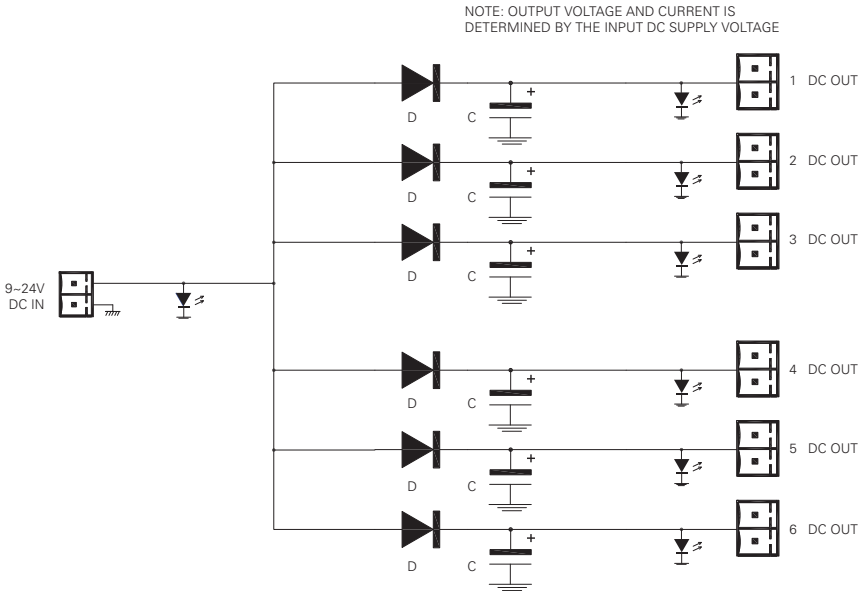 NOTE: OUTPUT VOLTAGE AND CURRENT IS
DETERMINED BY THE INPUT DC SUPPLY VOLTAGE
1 DC OUT
+
D C
2 DC OUT
+
D C
3 DC OUT
+
D C
9~24V
DC IN
4 DC OUT
+
D C
5 DC OUT
+
D C
6 DC OUT
+
D C